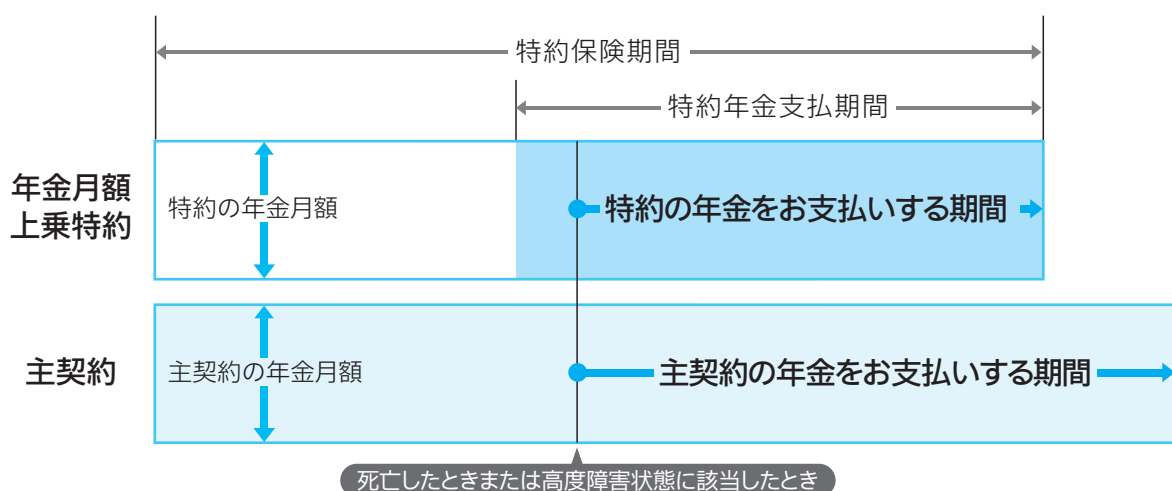 特約保険期間
特約年金支払期間
年金月額
上乗特約
特約の年金月額
特約の年金をお支払いする期間
主契約
主契約の年金月額
主契約の年金をお支払いする期間
死亡したときまたは高度障害状態に該当したとき